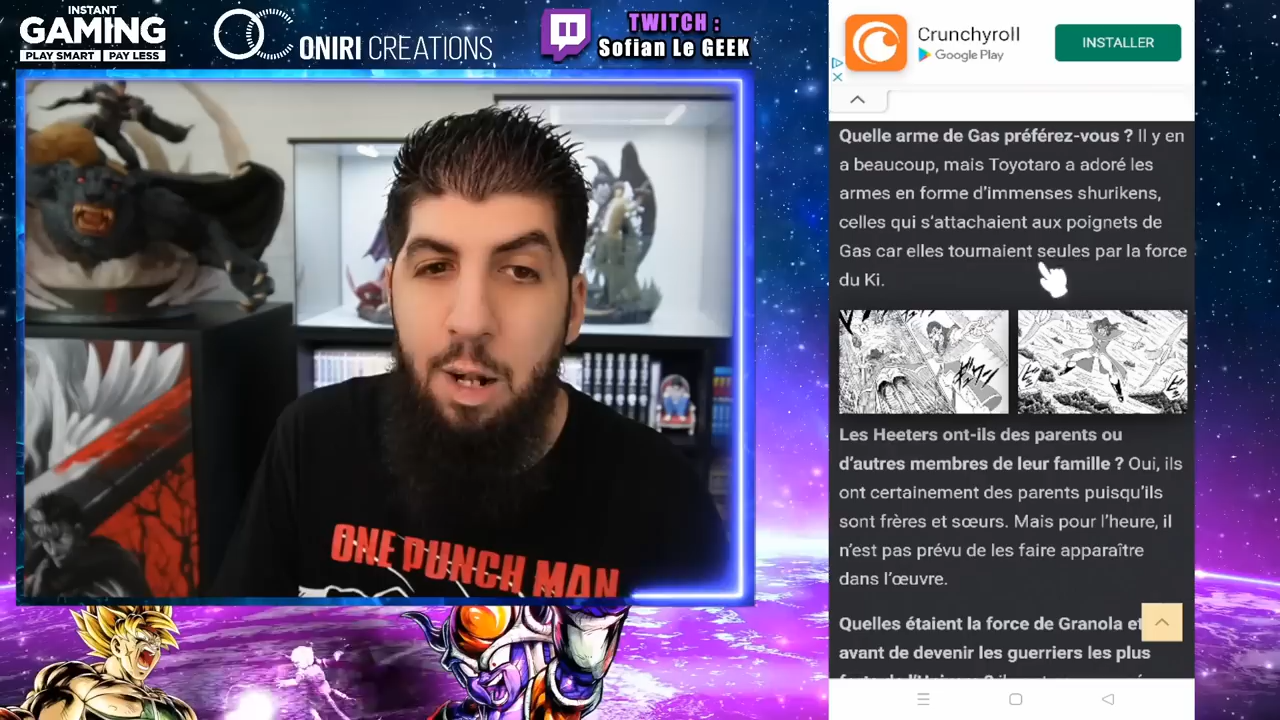 INSTANT
GAMING
PLAY SMART PAY LESS
ONIRI CREATIONS
TWITCH :
Sofian Le GEEK
ONE PUNCH MAN
Crunchyroll
Google Play
INSTALLER
Quelle arme de Gas préférez-vous ? Il y en
a beaucoup, mais Toyotaro a adoré les
armes en forme d'immenses shurikens,
celles qui s'attachaient aux poignets de
Gas car elles tournaient seules par la force
du Ki.
Les Heeters ont-ils des parents ou
d'autres membres de leur famille ? Oui, ils
ont certainement des parents puisqu'ils
sont frères et sœurs. Mais pour l'heure, il
n'est pas prévu de les faire apparaître
dans l'œuvre.
Quelles étaient la force de Granola et
avant de devenir les guerriers les plus